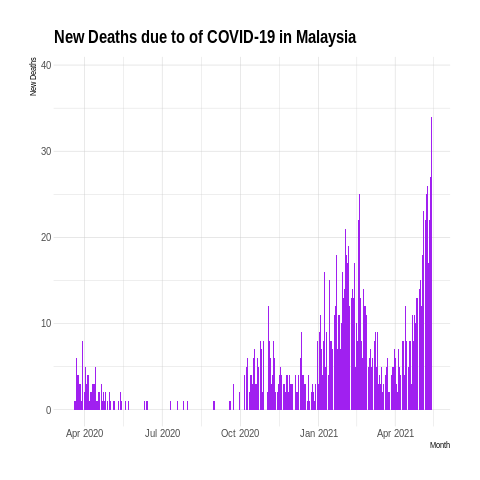 New Deaths due to of COVID-19 in Malaysia
New Deaths
40
30
20
10
0
Apr 2020 Jul 2020 Oct 2020 Jan 2021 Apr 2021
Month